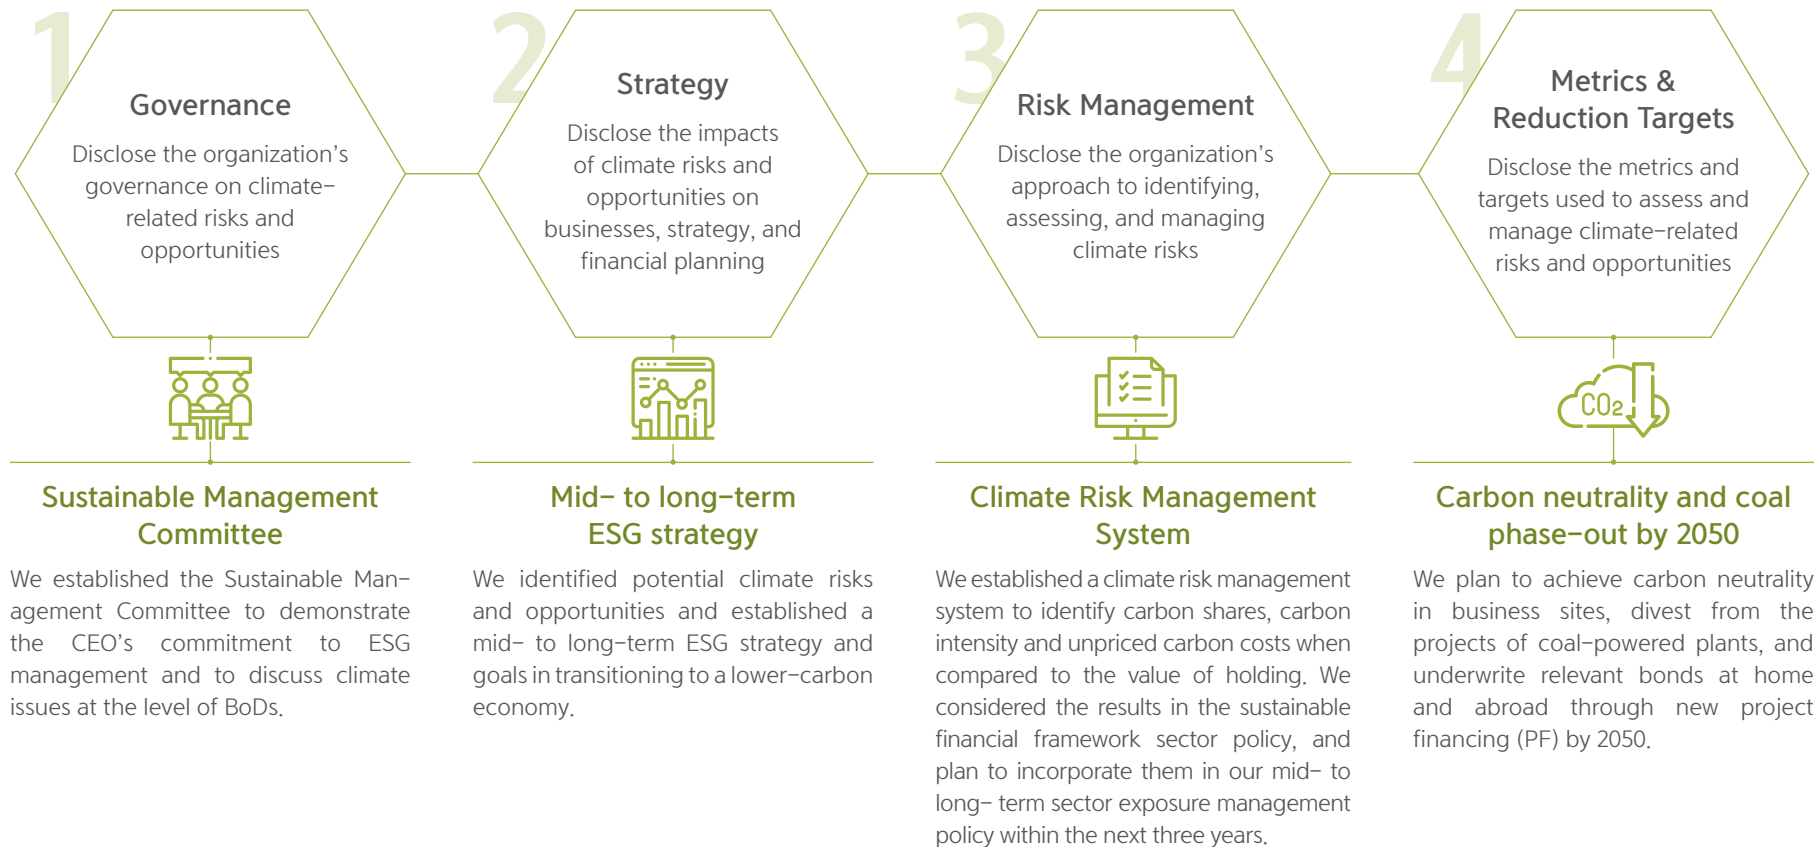 1
Governance
Disclose the organization's
governance on climate-
related risks and
opportunities
2
Strategy
Disclose the impacts
of climate risks and
opportunities on
businesses, strategy, and
financial planning
3
Risk Management
Disclose the organization's
approach to identifying,
assessing, and managing
climate risks
4
Metrics &
Reduction Targets
Disclose the metrics and
targets used to assess and
manage climate-related
risks and opportunities
CO2
Sustainable Management
Committee
We established the Sustainable Man-
agement Committee to demonstrate
the CEO's commitment to ESG
management and to discuss climate
issues at the level of BoDs.
Mid- to long-term
ESG strategy
We identified potential climate risks
and opportunities and established a
mid- to long-term ESG strategy and
goals in transitioning to a lower-carbon
economy.
Climate Risk Management
System
We established a climate risk management
system to identify carbon shares, carbon
intensity and unpriced carbon costs when
compared to the value of holding. We
considered the results in the sustainable
financial framework sector policy, and
plan to incorporate them in our mid- to
long- term sector exposure management
policy within the next three years.
Carbon neutrality and coal
phase-out by 2050
We plan to achieve carbon neutrality
in business sites, divest from the
projects of coal-powered plants, and
underwrite relevant bonds at home
and abroad through new project
financing (PF) by 2050.